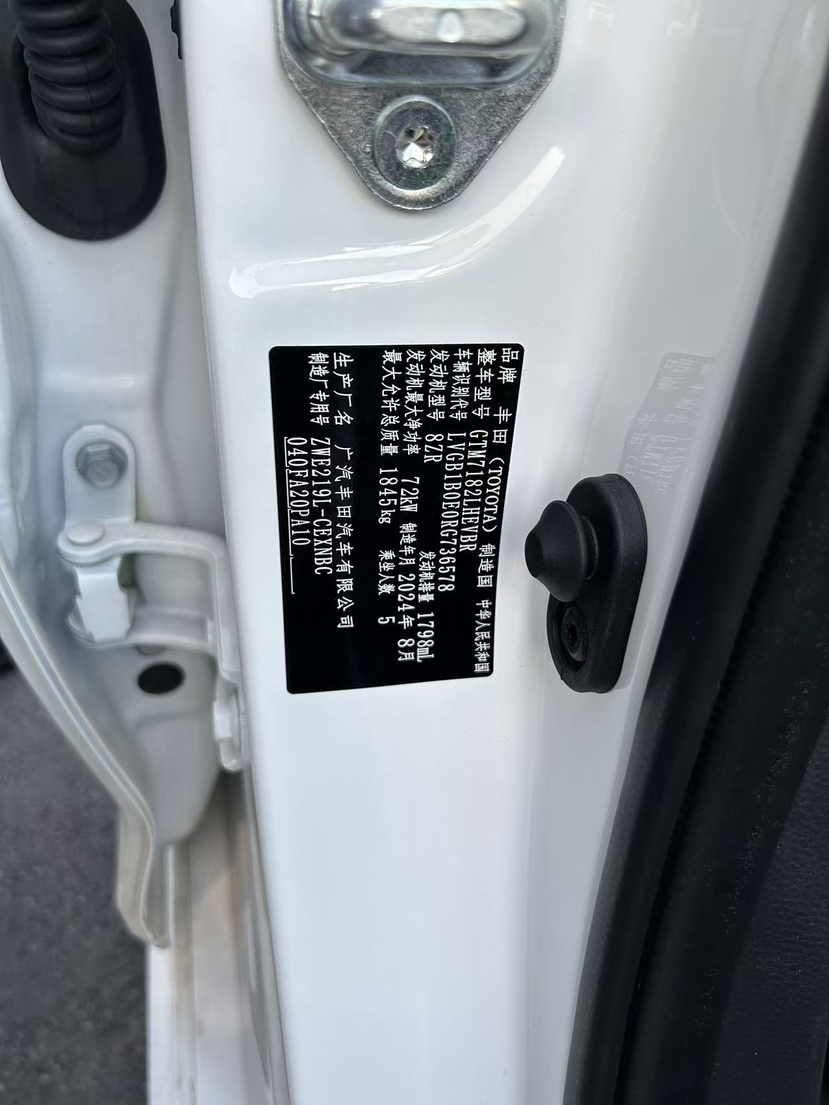 品牌 丰田(TOYOTA) 制造国 中华人民共和国
整车型号 GTM7182LHEVBR
车辆识别代号 LVGB1B0E0RG736578
发动机型号 8ZR 发动机排量 1798mL
发动机最大净功率 72kW 制造年月 2024年8月
最大允许总质量 1845kg 乘坐人数 5
生产厂名 广汽丰田汽车有限公司
制造厂专用号 ZWE219L-CEXNBC
040FA20PA10